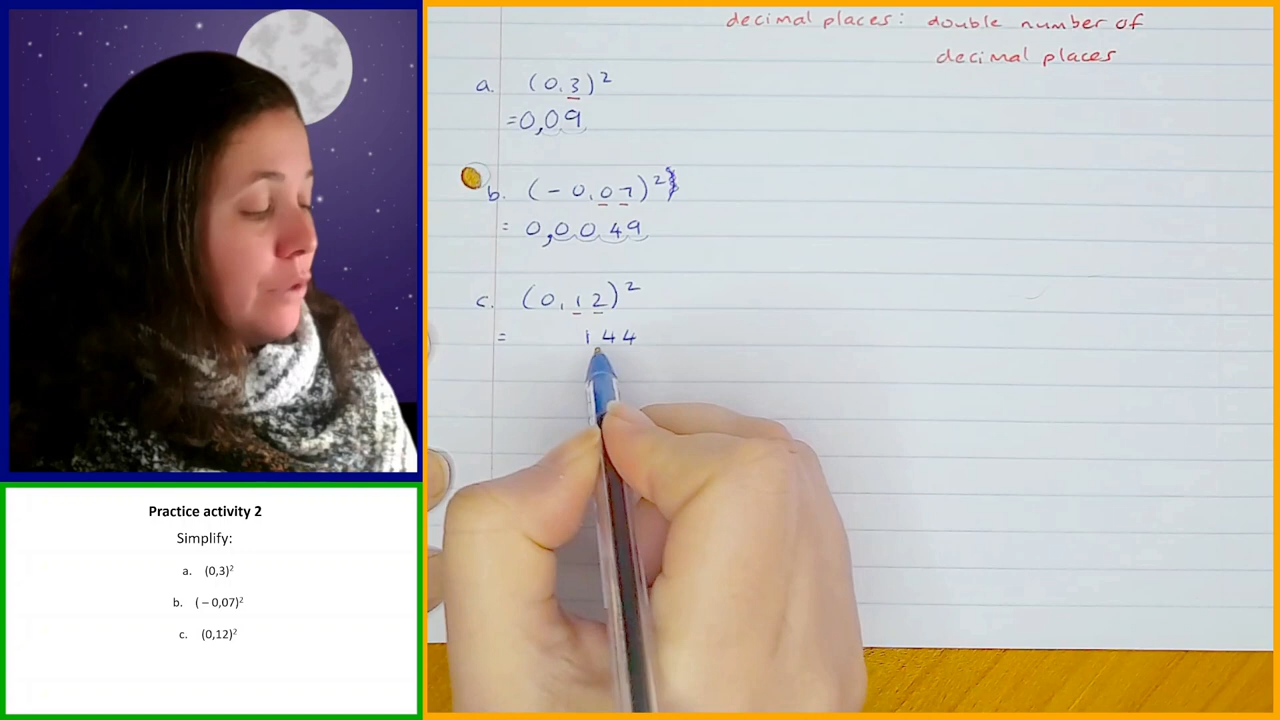 decimal places: double number of
decimal places
a. (0,3)²
=0,09
b. (-0,07)²
= 0,0049
c. (0,12)²
= 144
Practice activity 2
Simplify:
a. (0,3)²
b. (–0,07)²
c. (0,12)²